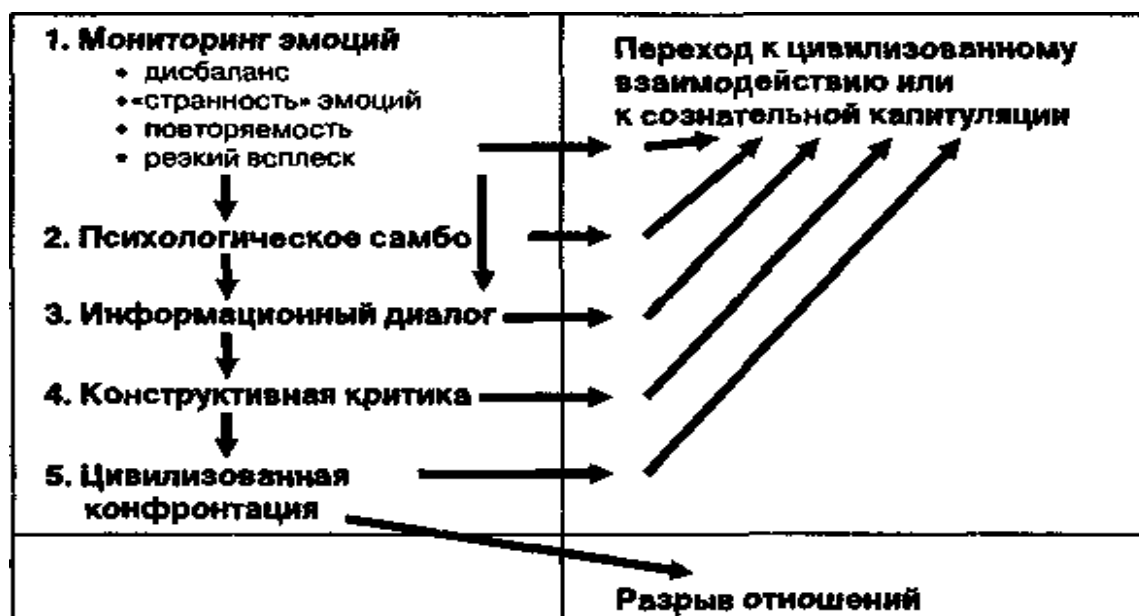 1. Мониторинг эмоций
• дисбаланс
• «странность» эмоций
• повторяемость
• резкий всплеск
2. Психологическое самбо
3. Информационный диалог
4. Конструктивная критика
5. Цивилизованная
конфронтация
Переход к цивилизованному
взаимодействию или
к сознательной капитуляции
Разрыв отношений